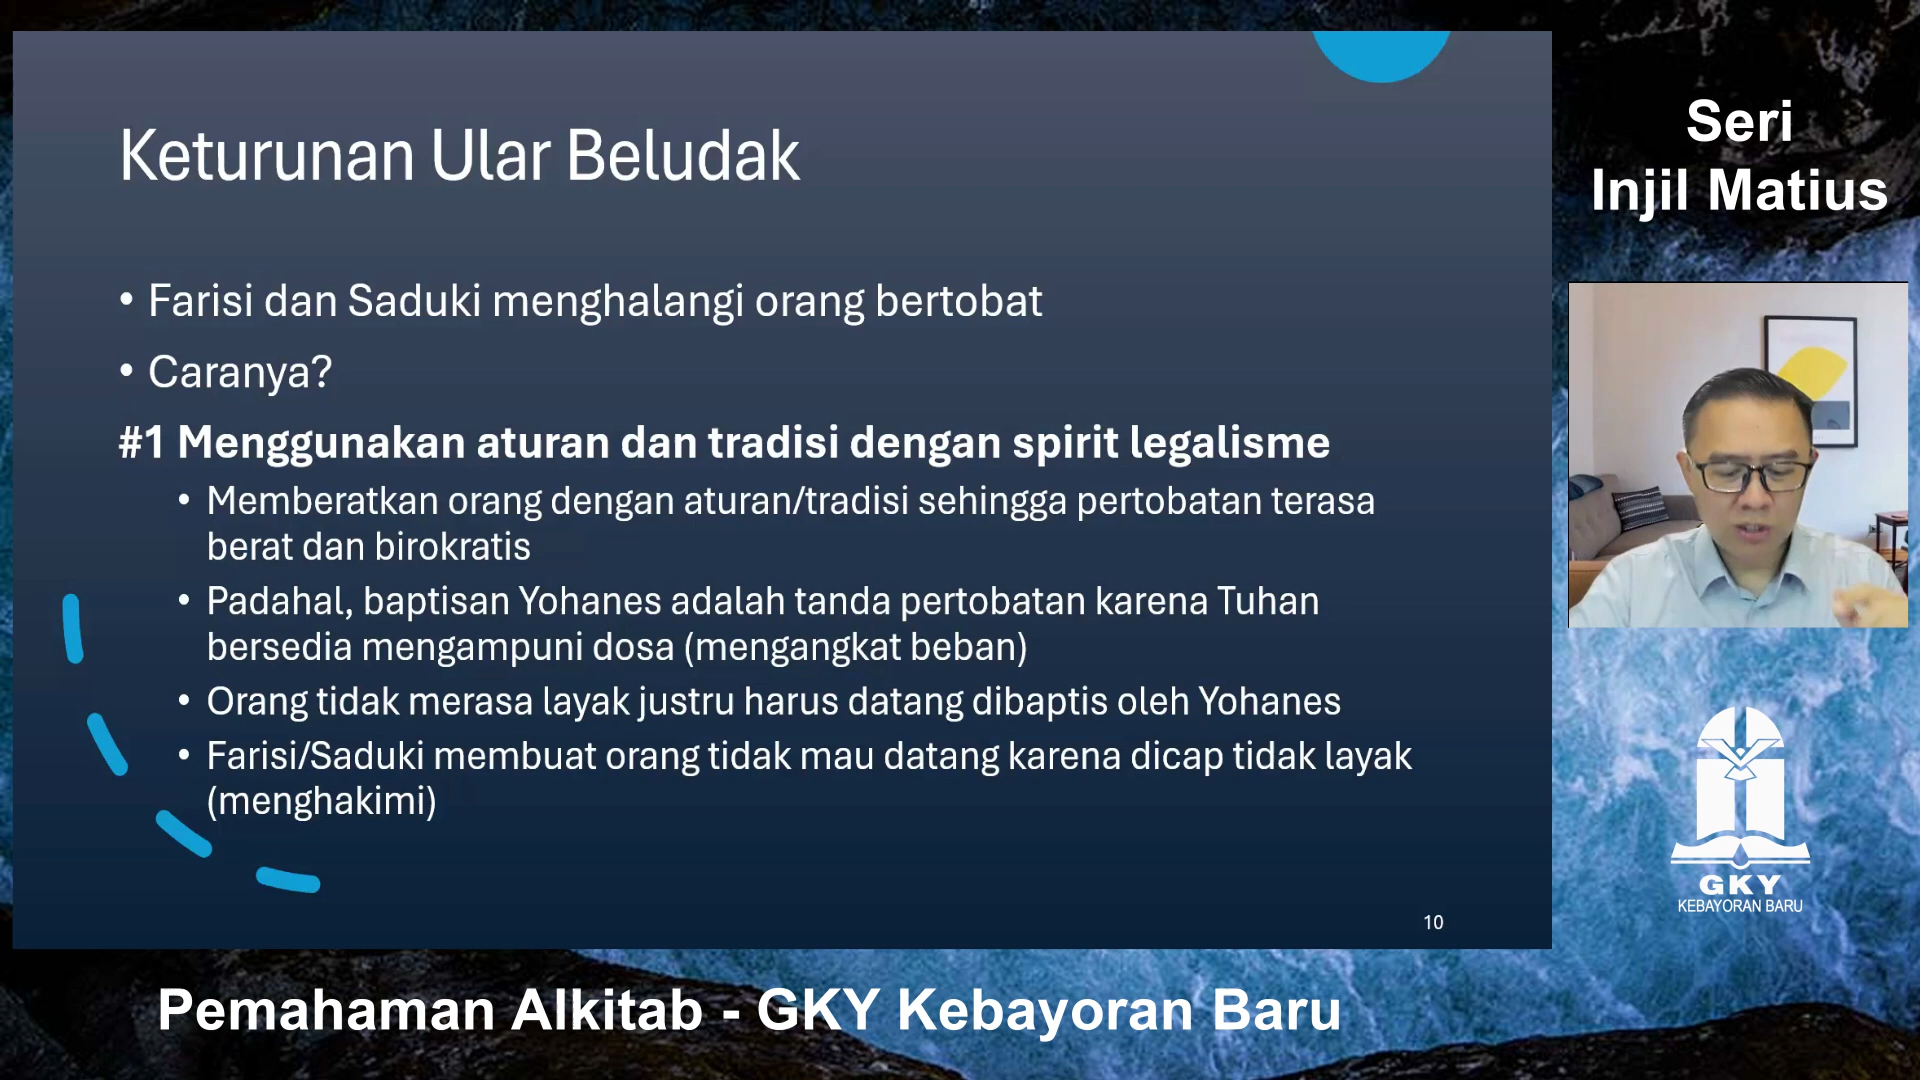 Keturunan Ular Beludak
• Farisi dan Saduki menghalangi orang bertobat
• Caranya?
#1 Menggunakan aturan dan tradisi dengan spirit legalisme
• Memberatkan orang dengan aturan/tradisi sehingga pertobatan terasa
berat dan birokratis
• Padahal, baptisan Yohanes adalah tanda pertobatan karena Tuhan
bersedia mengampuni dosa (mengangkat beban)
• Orang tidak merasa layak justru harus datang dibaptis oleh Yohanes
• Farisi/Saduki membuat orang tidak mau datang karena dicap tidak layak
(menghakimi)
10
Seri
Injil Matius
GKY
KEBAYORAN BARU
Pemahaman Alkitab - GKY Kebayoran Baru